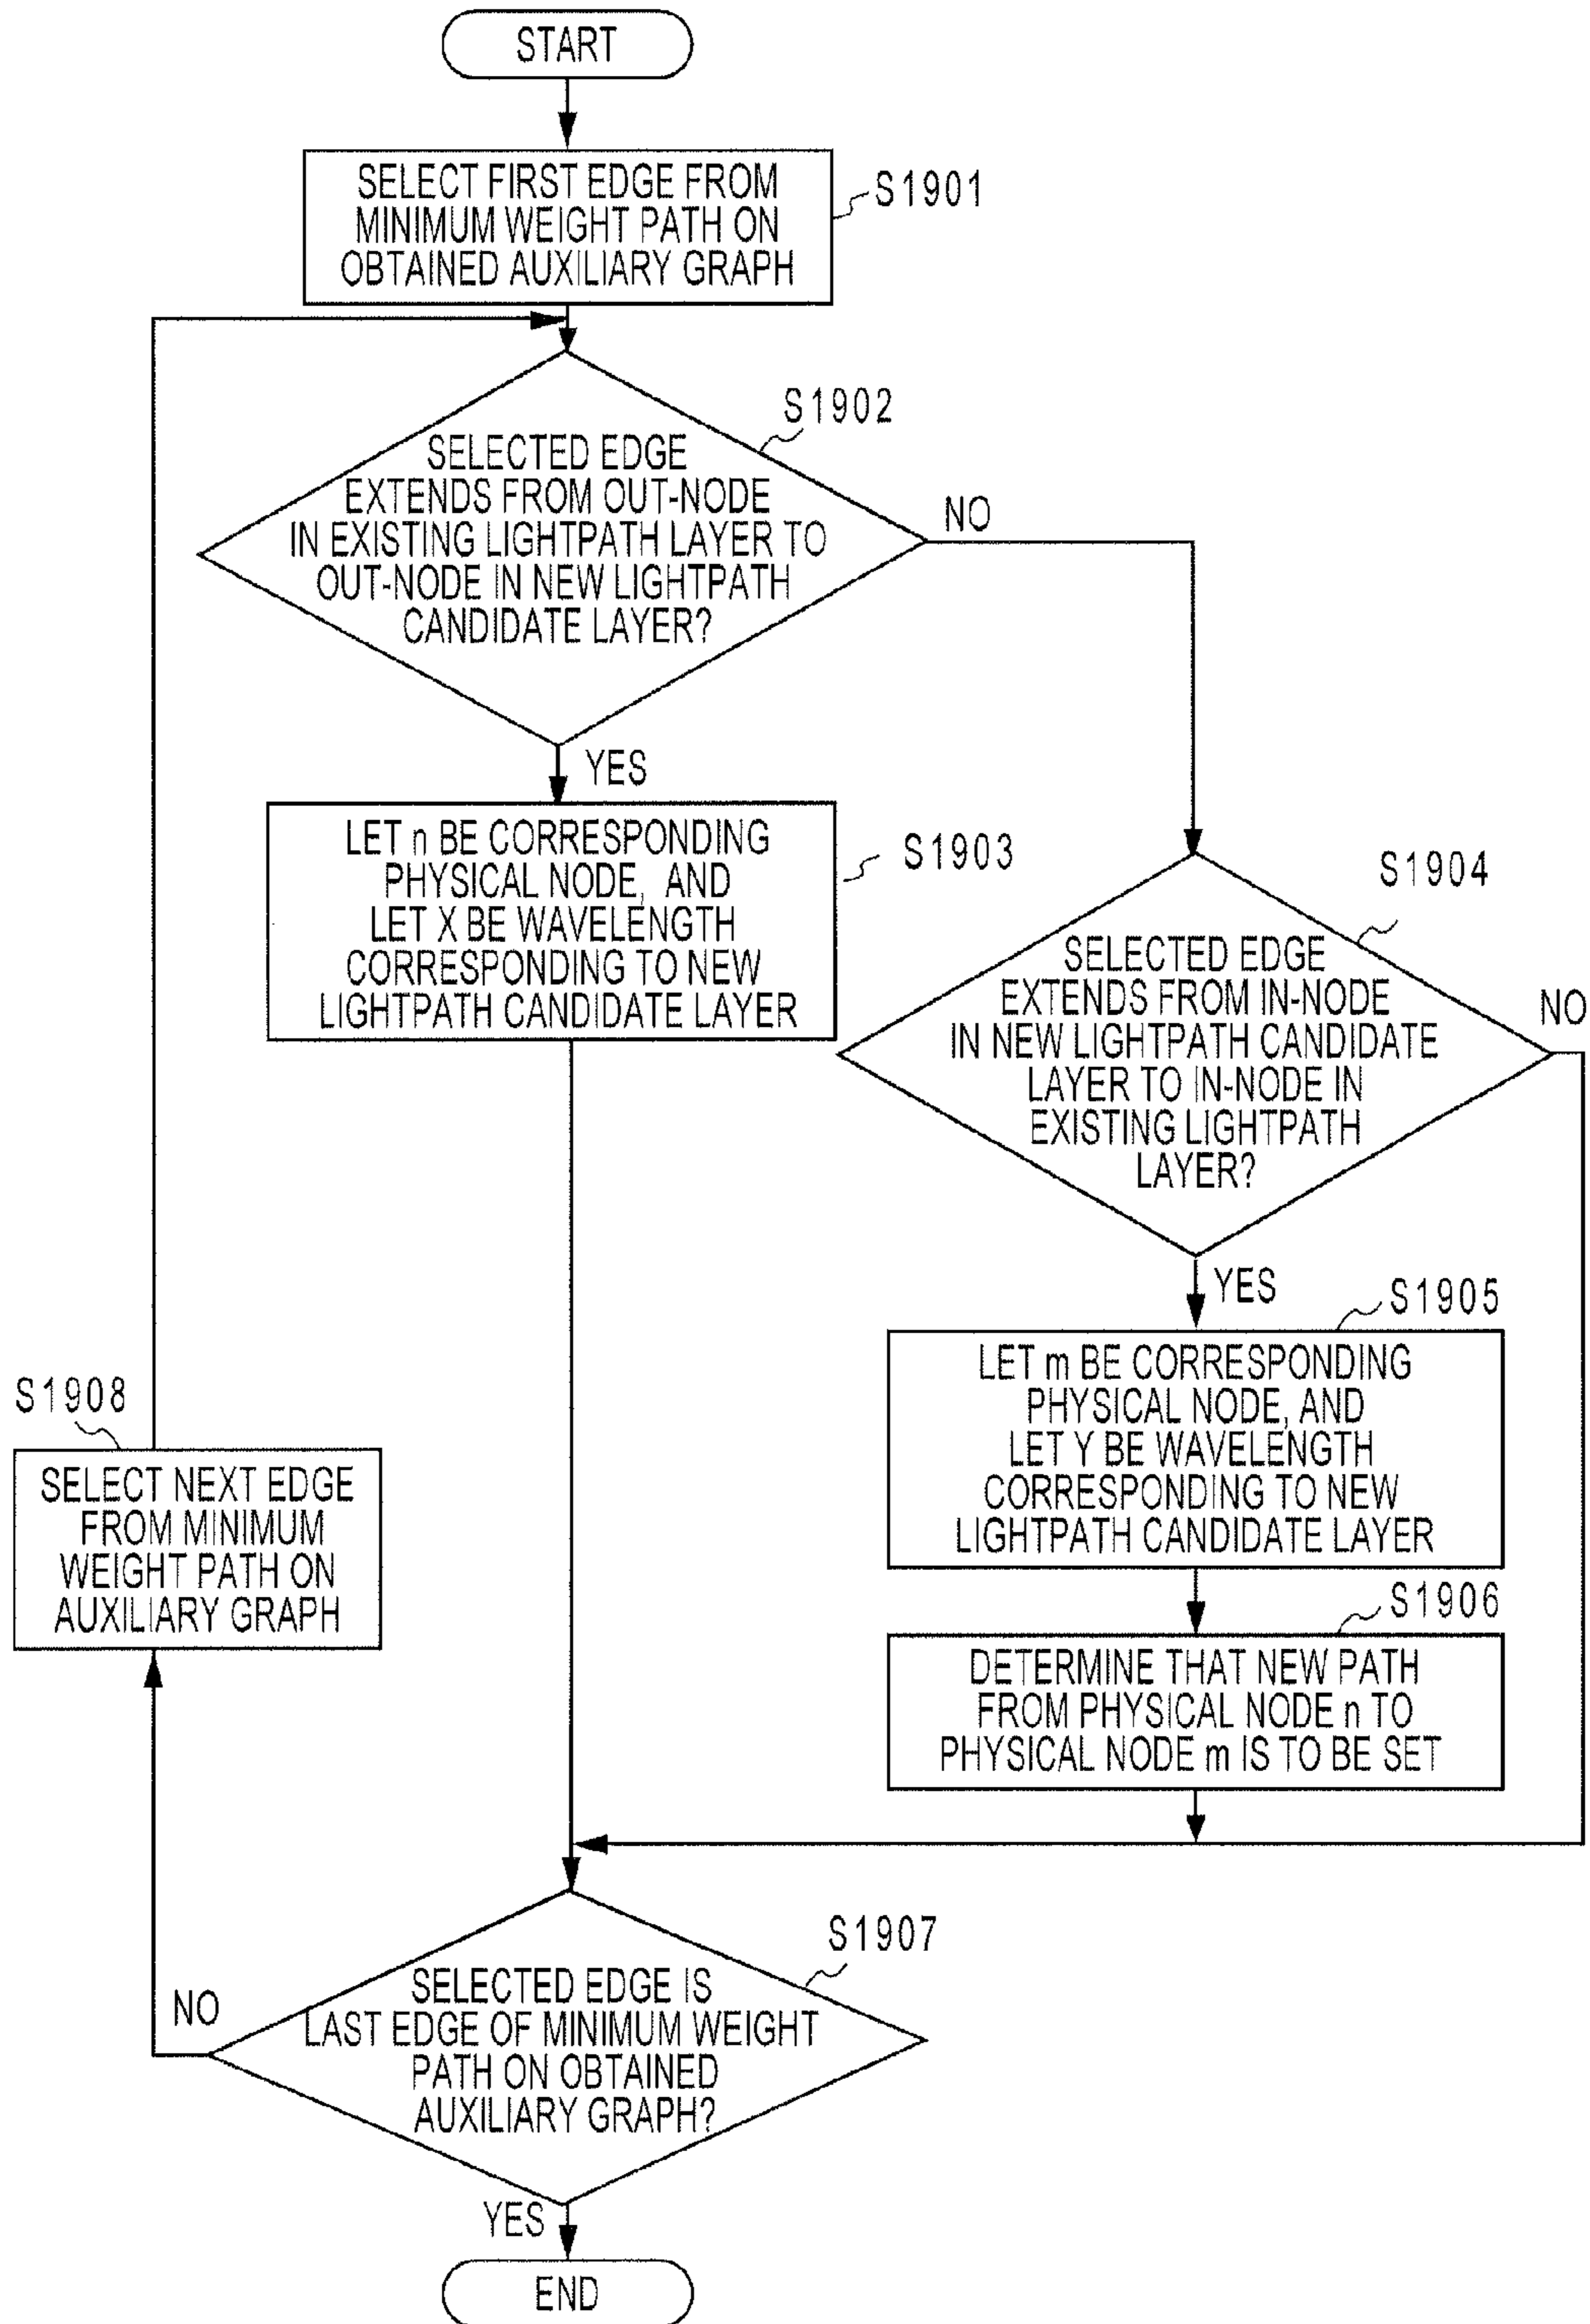 START
SELECT FIRST EDGE FROM
MINIMUM WEIGHT PATH ON
OBTAINED AUXILIARY GRAPH
S1901
S1902
SELECTED EDGE
EXTENDS FROM OUT-NODE
IN EXISTING LIGHTPATH LAYER TO
OUT-NODE IN NEW LIGHTPATH
CANDIDATE LAYER?
NO
YES
LET n BE CORRESPONDING
PHYSICAL NODE, AND
LET X BE WAVELENGTH
CORRESPONDING TO NEW
LIGHTPATH CANDIDATE LAYER
S1903
S1904
SELECTED EDGE
EXTENDS FROM IN-NODE
IN NEW LIGHTPATH CANDIDATE
LAYER TO IN-NODE IN
EXISTING LIGHTPATH
LAYER?
NO
YES
S1905
LET m BE CORRESPONDING
PHYSICAL NODE, AND
LET Y BE WAVELENGTH
CORRESPONDING TO NEW
LIGHTPATH CANDIDATE LAYER
S1906
DETERMINE THAT NEW PATH
FROM PHYSICAL NODE n TO
PHYSICAL NODE m IS TO BE SET
S1908
SELECT NEXT EDGE
FROM MINIMUM
WEIGHT PATH ON
AUXILIARY GRAPH
S1907
SELECTED EDGE IS
LAST EDGE OF MINIMUM WEIGHT
PATH ON OBTAINED
AUXILIARY GRAPH?
NO
YES
END